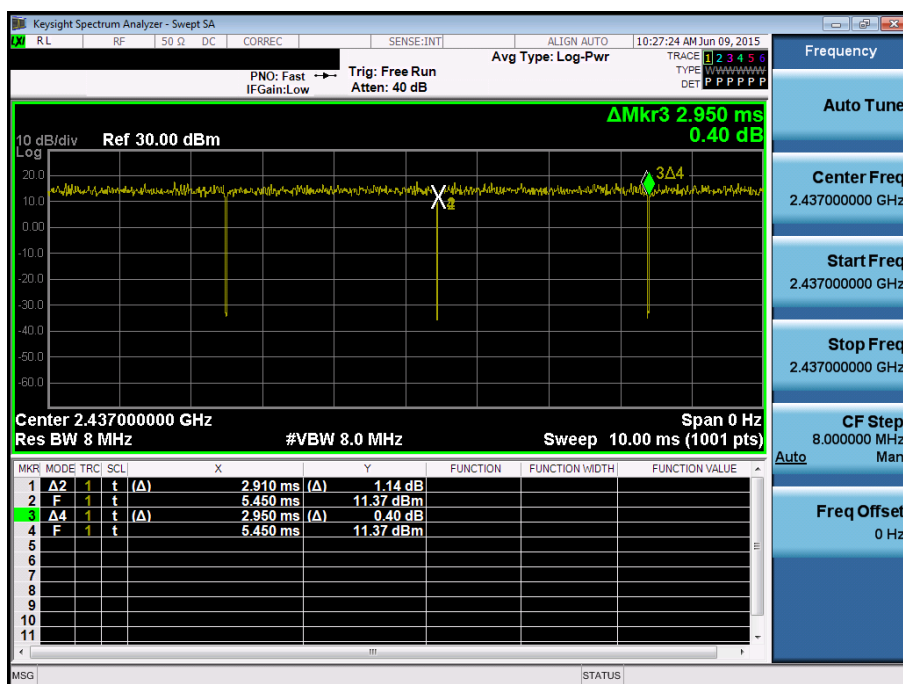 Keysight Spectrum Analyzer - Swept SA
LXI RL RF 50 Ω DC CORREC SENSE:INT ALIGN AUTO 10:27:24 AM Jun 09, 2015
Avg Type: Log-Pwr TRACE 1 2 3 4 5 6
PNO: Fast Trig: Free Run TYPE WWWWWW
IFGain:Low Atten: 40 dB DET P P P P P P
ΔMkr3 2.950 ms
0.40 dB
10 dB/div Ref 30.00 dBm
Log
20.0
3Δ4
10.0
0.00
-10.0
-20.0
-30.0
-40.0
-50.0
-60.0
Center 2.437000000 GHz Span 0 Hz
Res BW 8 MHz #VBW 8.0 MHz Sweep 10.00 ms (1001 pts)
MKR MODE TRC SCL X Y FUNCTION FUNCTION WIDTH FUNCTION VALUE
1 Δ2 1 t (Δ) 2.910 ms (Δ) 1.14 dB
2 F 1 t 5.450 ms 11.37 dBm
3 Δ4 1 t (Δ) 2.950 ms (Δ) 0.40 dB
4 F 1 t 5.450 ms 11.37 dBm
5
6
7
8
9
10
11
MSG STATUS
Frequency
Auto Tune
Center Freq
2.437000000 GHz
Start Freq
2.437000000 GHz
Stop Freq
2.437000000 GHz
CF Step
8.000000 MHz
Auto Man
Freq Offset
0 Hz